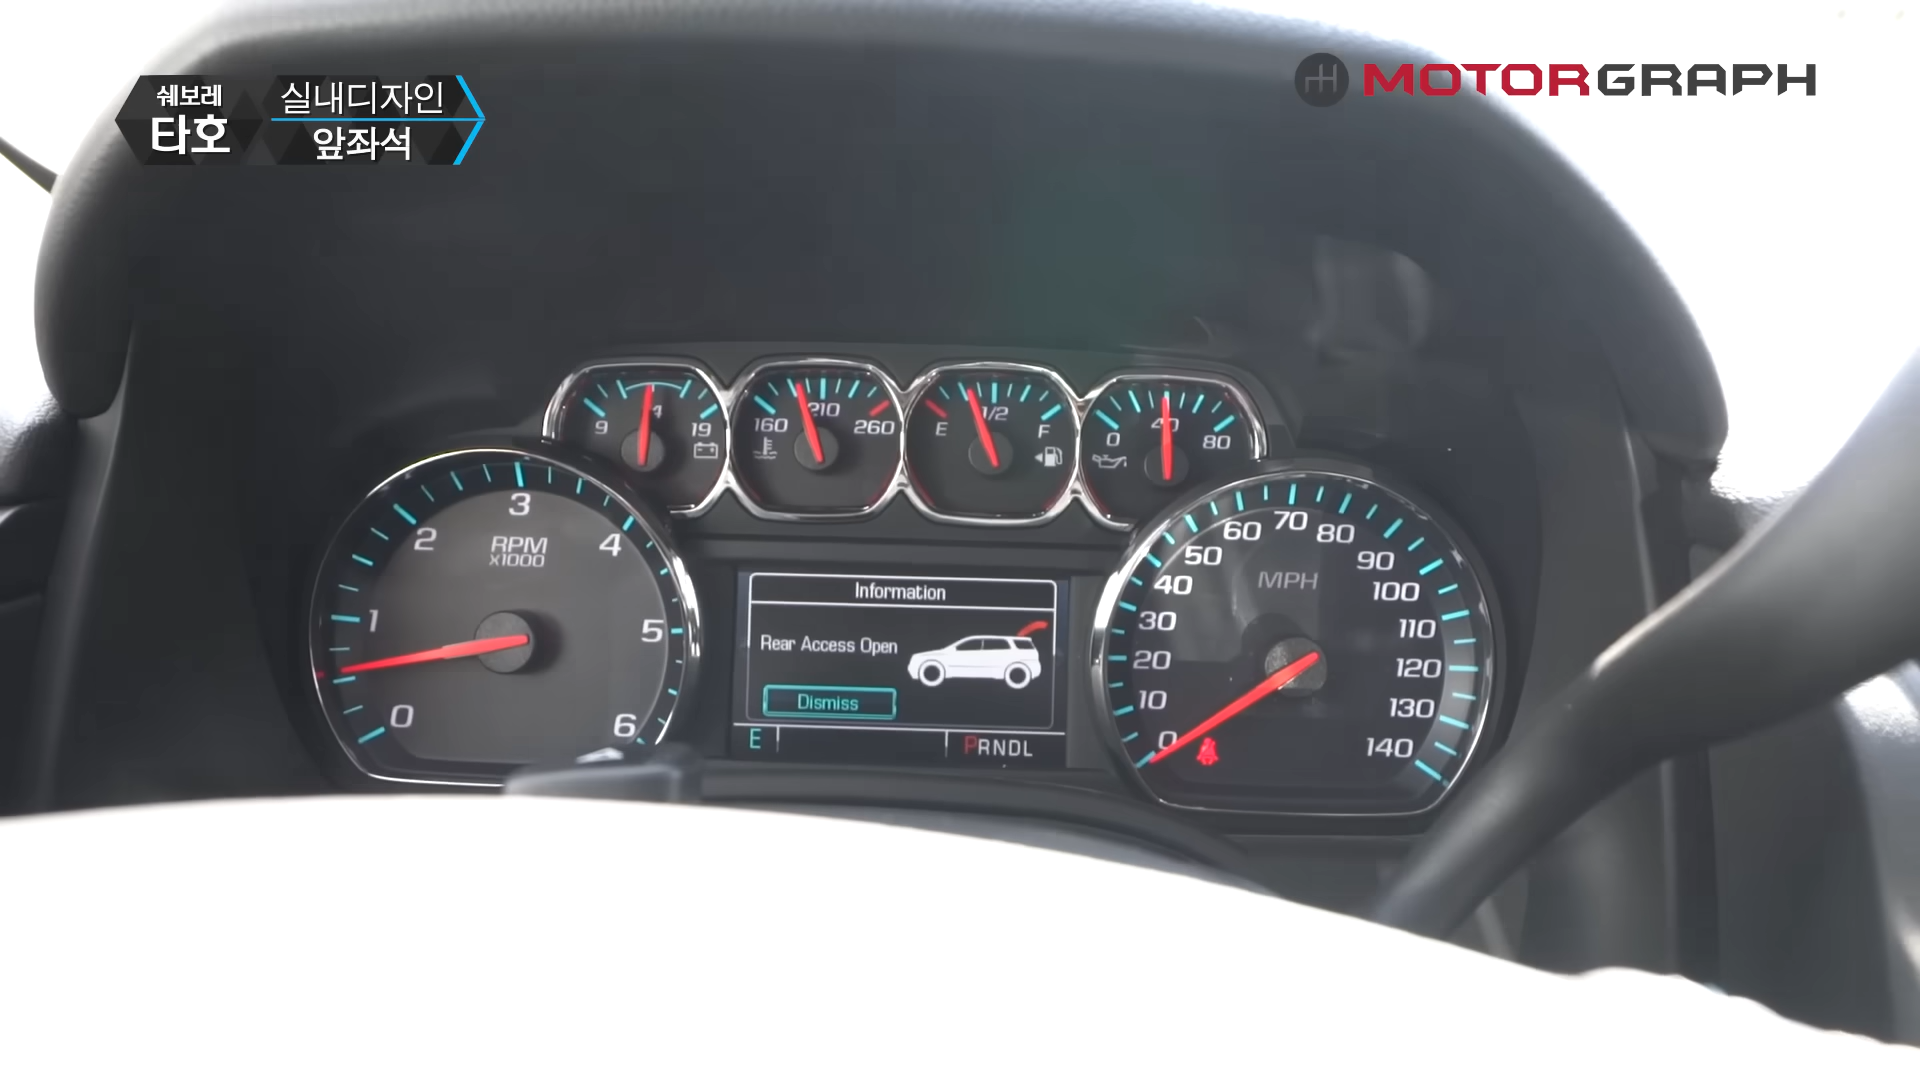 쉐보레
타호
실내디자인
앞좌석
MOTORGRAPH
9
19
160
210
260
E
1/2
F
0
40
80
0
1
2
3
4
5
6
RPM
x1000
Information
Rear Access Open
Dismiss
E
PRNDL
0
10
20
30
40
50
60
70
80
90
100
110
120
130
140
MPH